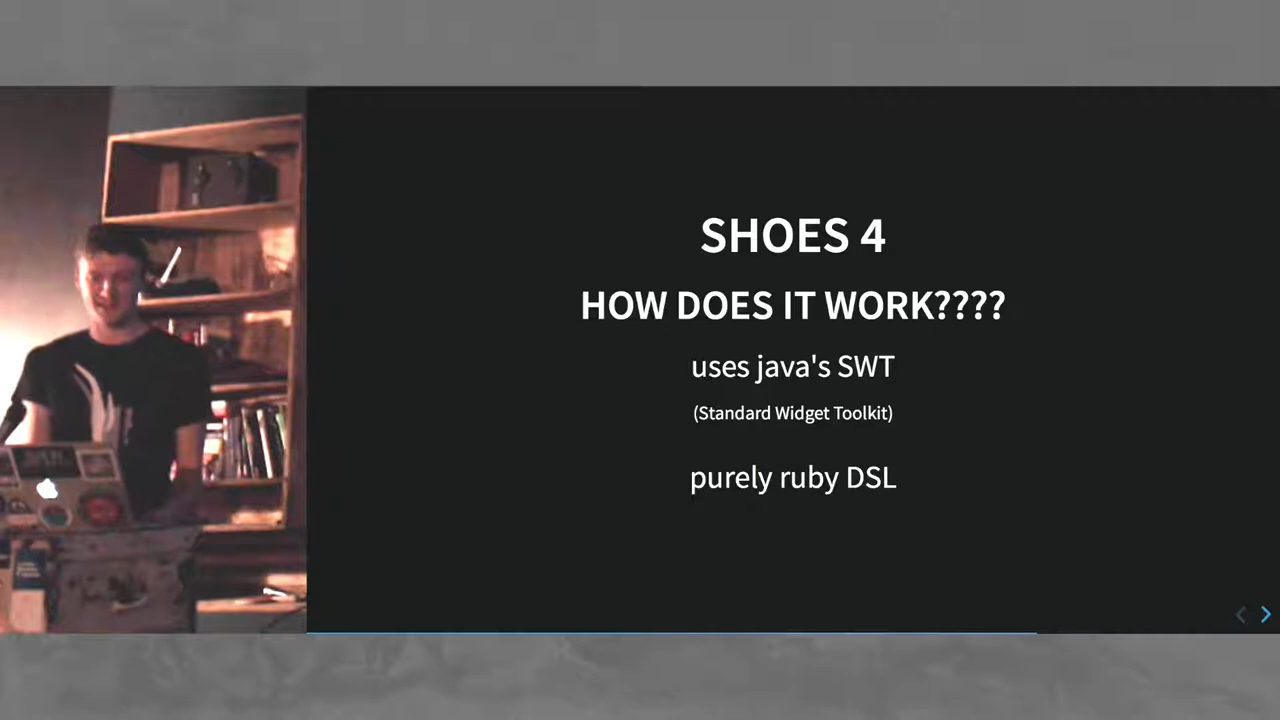 SHOES 4
HOW DOES IT WORK????
uses java's SWT
(Standard Widget Toolkit)
purely ruby DSL